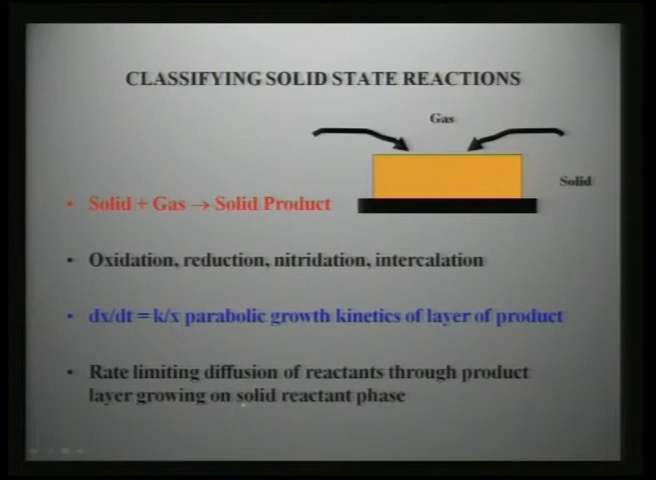 CLASSIFYING SOLID STATE REACTIONS
Gas
Solid
• Solid + Gas → Solid Product
• Oxidation, reduction, nitridation, intercalation
• dx/dt = k/x parabolic growth kinetics of layer of product
• Rate limiting diffusion of reactants through product
layer growing on solid reactant phase